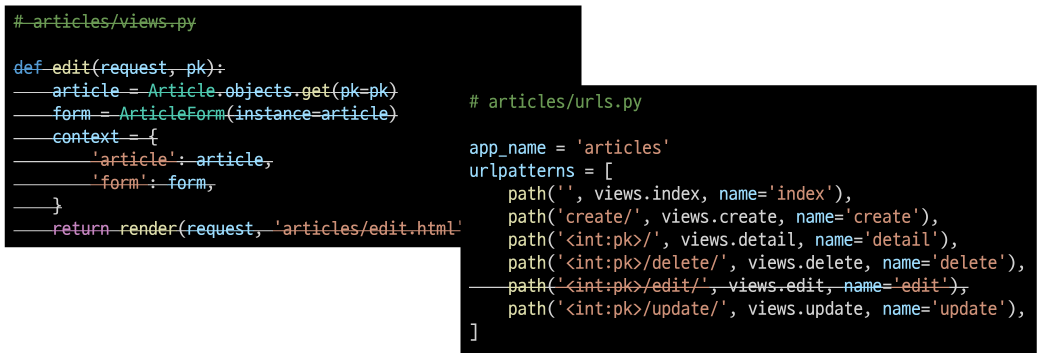 # articles/views.py
def edit(request, pk):
    article = Article.objects.get(pk=pk)
    form = ArticleForm(instance=article)
    context = {
        'article': article,
        'form': form,
    }
    return render(request, 'articles/edit.html'
# articles/urls.py
app_name = 'articles'
urlpatterns = [
    path('', views.index, name='index'),
    path('create/', views.create, name='create'),
    path('<int:pk>/', views.detail, name='detail'),
    path('<int:pk>/delete/', views.delete, name='delete'),
    path('<int:pk>/edit/', views.edit, name='edit'),
    path('<int:pk>/update/', views.update, name='update'),
]